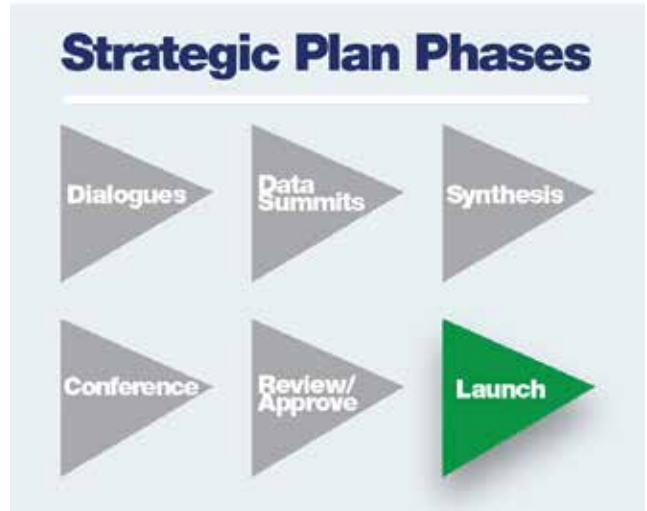 Strategic Plan Phases
Dialogues
Data
Summits
Synthesis
Conference
Review/
Approve
Launch